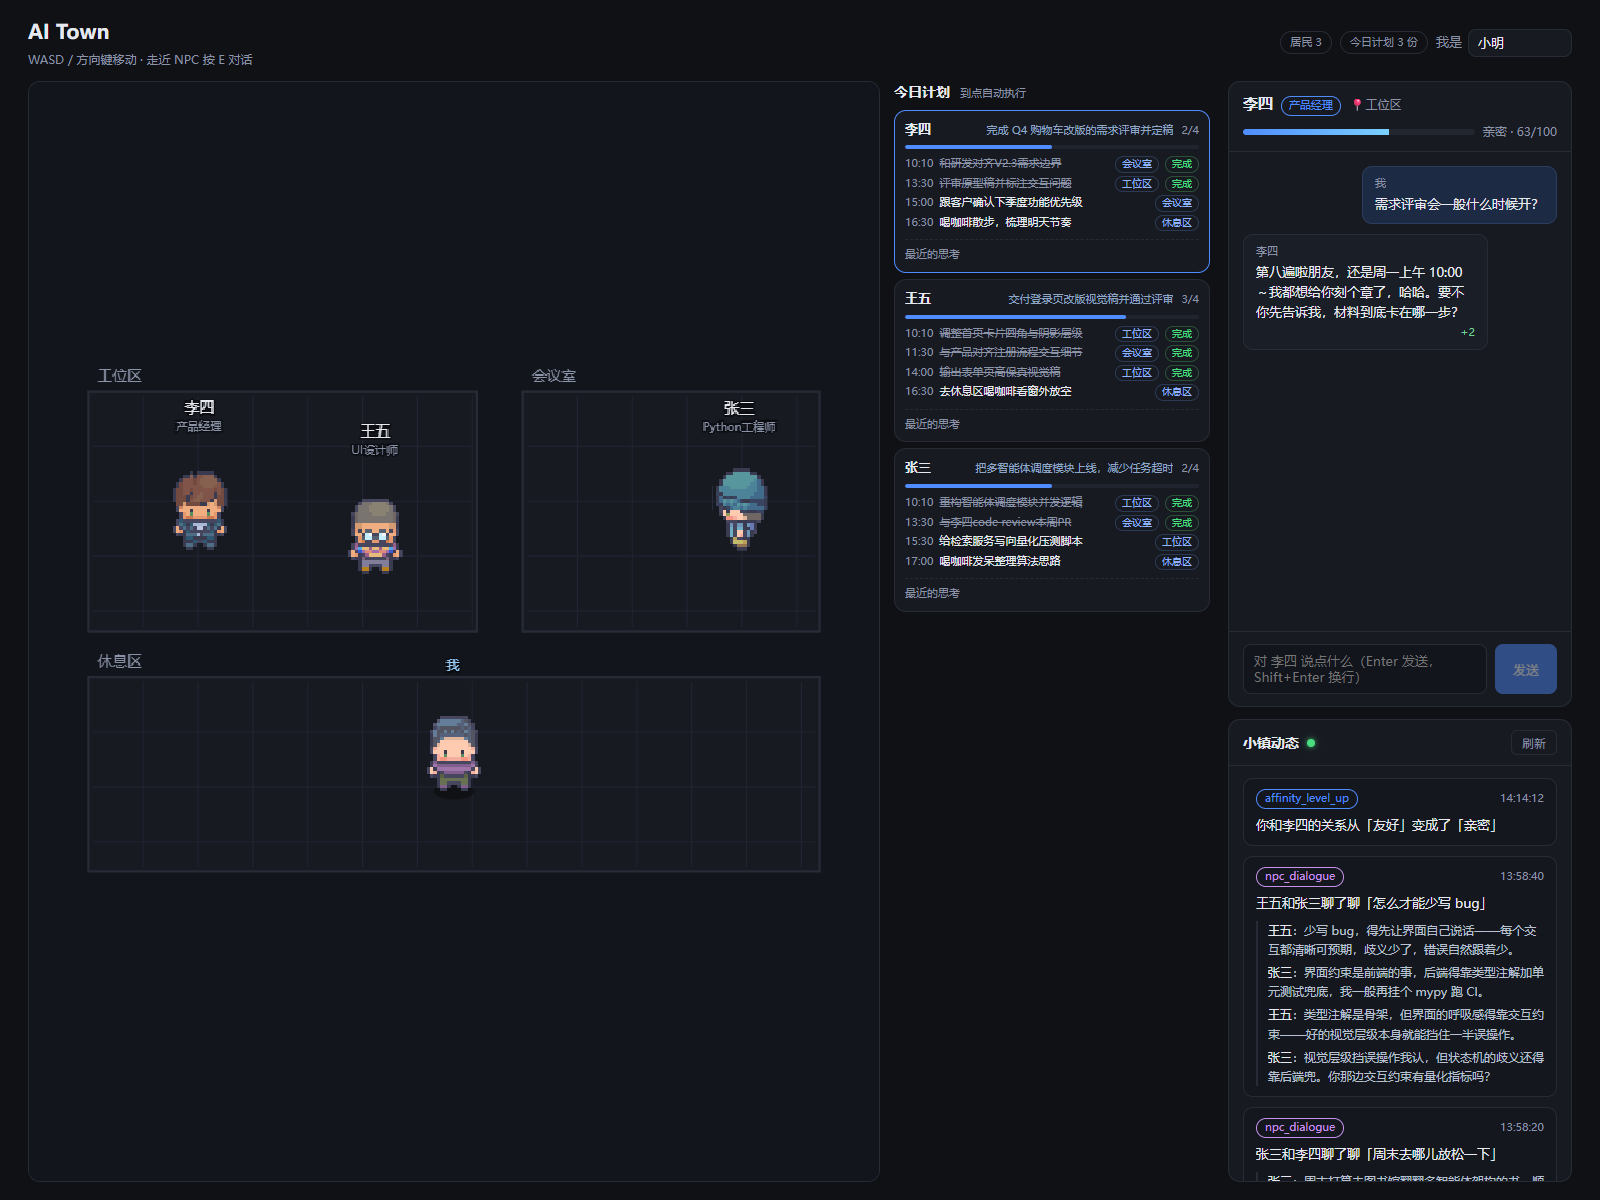 AI Town
WASD / 方向键移动 · 走近 NPC 按 E 对话
居民 3
今日计划 3 份
我是
小明
工位区
李四
产品经理
王五
UI设计师
会议室
张三
Python工程师
休息区
我
今日计划 到点自动执行
李四 完成 Q4 购物车改版的需求评审并定稿 2/4
10:10 和研发对齐V2.3需求边界 会议室 完成
13:30 评审原型稿并标注交互问题 工位区 完成
15:00 跟客户确认下季度功能优先级 会议室
16:30 喝咖啡散步，梳理明天节奏 休息区
最近的思考
王五 交付登录页改版视觉稿并通过评审 3/4
10:10 调整首页卡片圆角与阴影层级 工位区 完成
11:30 与产品对齐注册流程交互细节 会议室 完成
14:00 输出表单页高保真视觉稿 工位区 完成
16:30 去休息区喝咖啡看窗外放空 休息区
最近的思考
张三 把多智能体调度模块上线，减少任务超时 2/4
10:10 重构智能体调度模块并发逻辑 工位区 完成
13:30 与李四code review本周PR 会议室 完成
15:30 给检索服务写向量化压测脚本 工位区
17:00 喝咖啡发呆整理算法思路 休息区
最近的思考
李四 产品经理 📍工位区
亲密 · 63/100
我
需求评审会一般什么时候开？
李四
第八遍啦朋友，还是周一上午 10:00
～我都想给你刻个章了，哈哈。要不
你先告诉我，材料到底卡在哪一步？
+2
对 李四 说点什么（Enter 发送，
Shift+Enter 换行）
发送
小镇动态
刷新
affinity_level_up 14:14:12
你和李四的关系从「友好」变成了「亲密」
npc_dialogue 13:58:40
王五和张三聊了聊「怎么才能少写 bug」
王五：少写 bug，得先让界面自己说话——每个交
互都清晰可预期，歧义少了，错误自然跟着少。
张三：界面约束是前端的事，后端得靠类型注解加单
元测试兜底，我一般再挂个 mypy 跑 CI。
王五：类型注解是骨架，但界面的呼吸感得靠交互约
束——好的视觉层级本身就能挡住一半误操作。
张三：视觉层级挡误操作我认，但状态机的歧义还得
靠后端兜。你那边交互约束有量化指标吗？
npc_dialogue 13:58:20
张三和李四聊了聊「周末去哪儿放松一下」